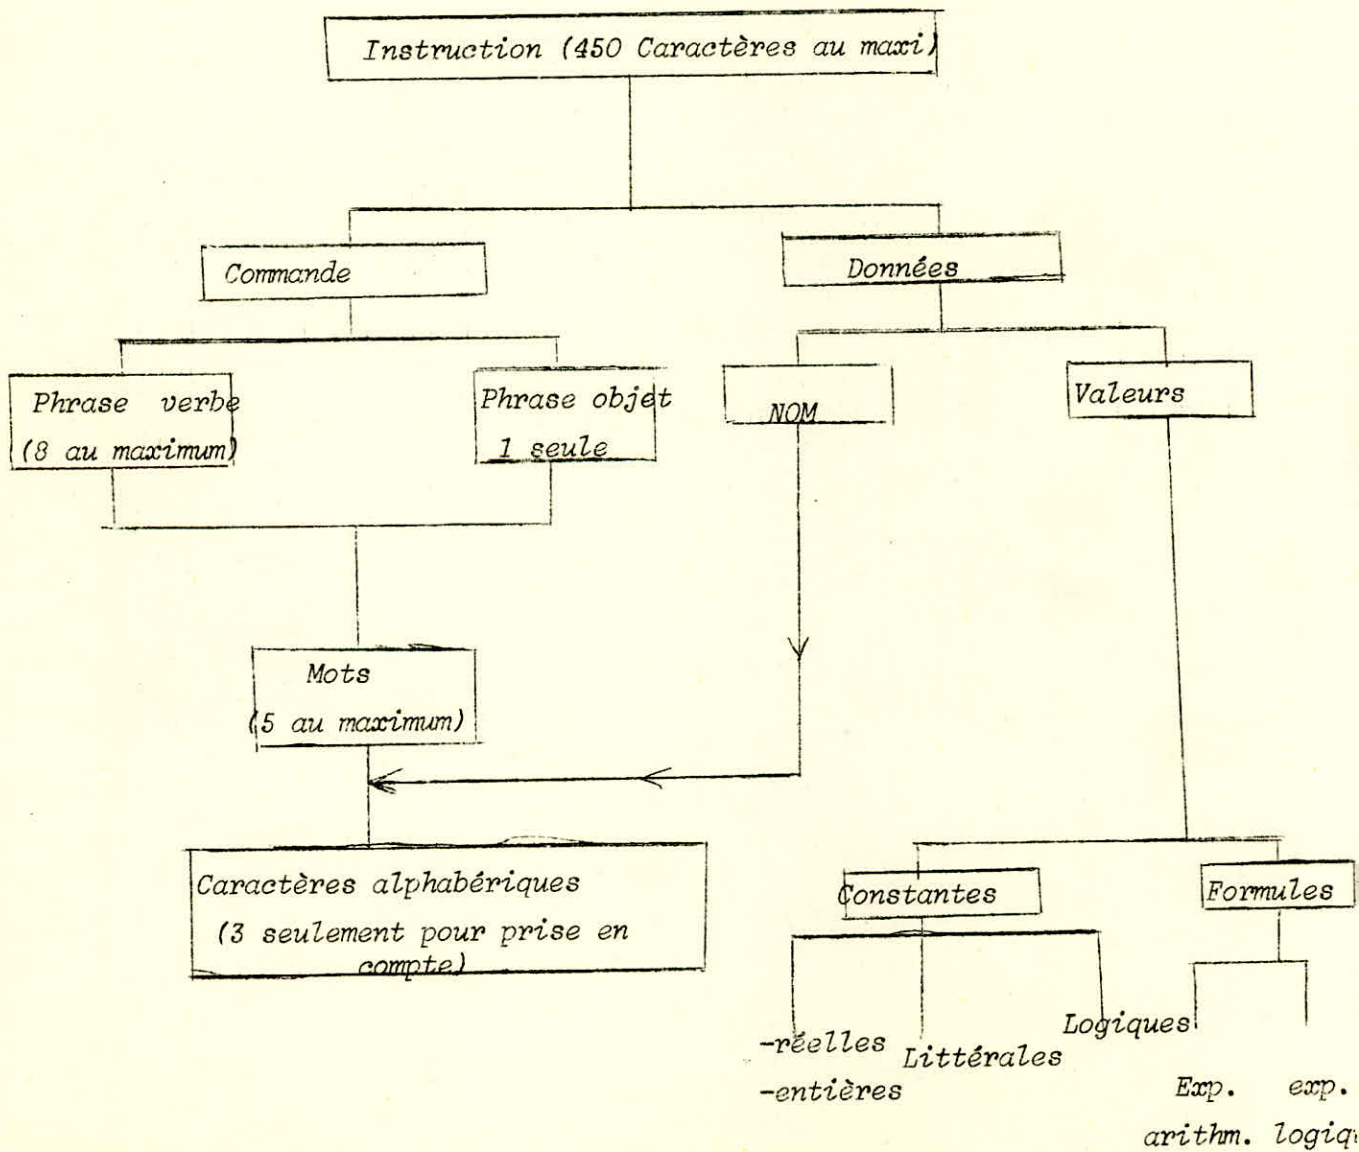 Instruction (450 Caractères au maxi)
Commande
Données
Phrase verbe
(8 au maximum)
Phrase objet
1 seule
NOM
Valeurs
Mots
(5 au maximum)
Caractères alphabériques
(3 seulement pour prise en
compte)
Constantes
Formules
-réelles
-entières
Littérales
Logiques
Exp. exp.
arithm. logiq